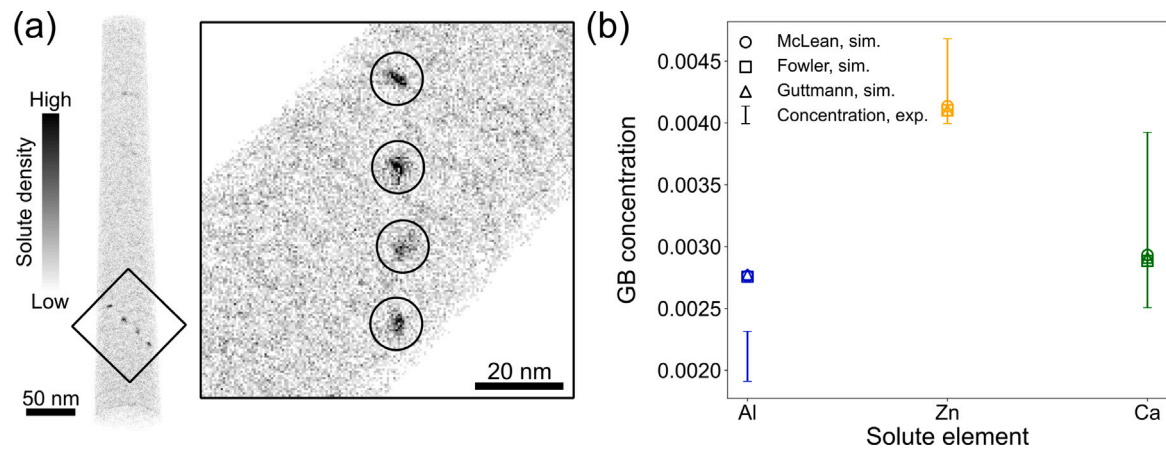 (a)
High
Solute density
Low
50 nm
20 nm
(b)
GB concentration
0.0045
0.0040
0.0035
0.0030
0.0025
0.0020
McLean, sim.
Fowler, sim.
Guttmann, sim.
Concentration, exp.
Al
Zn
Ca
Solute element